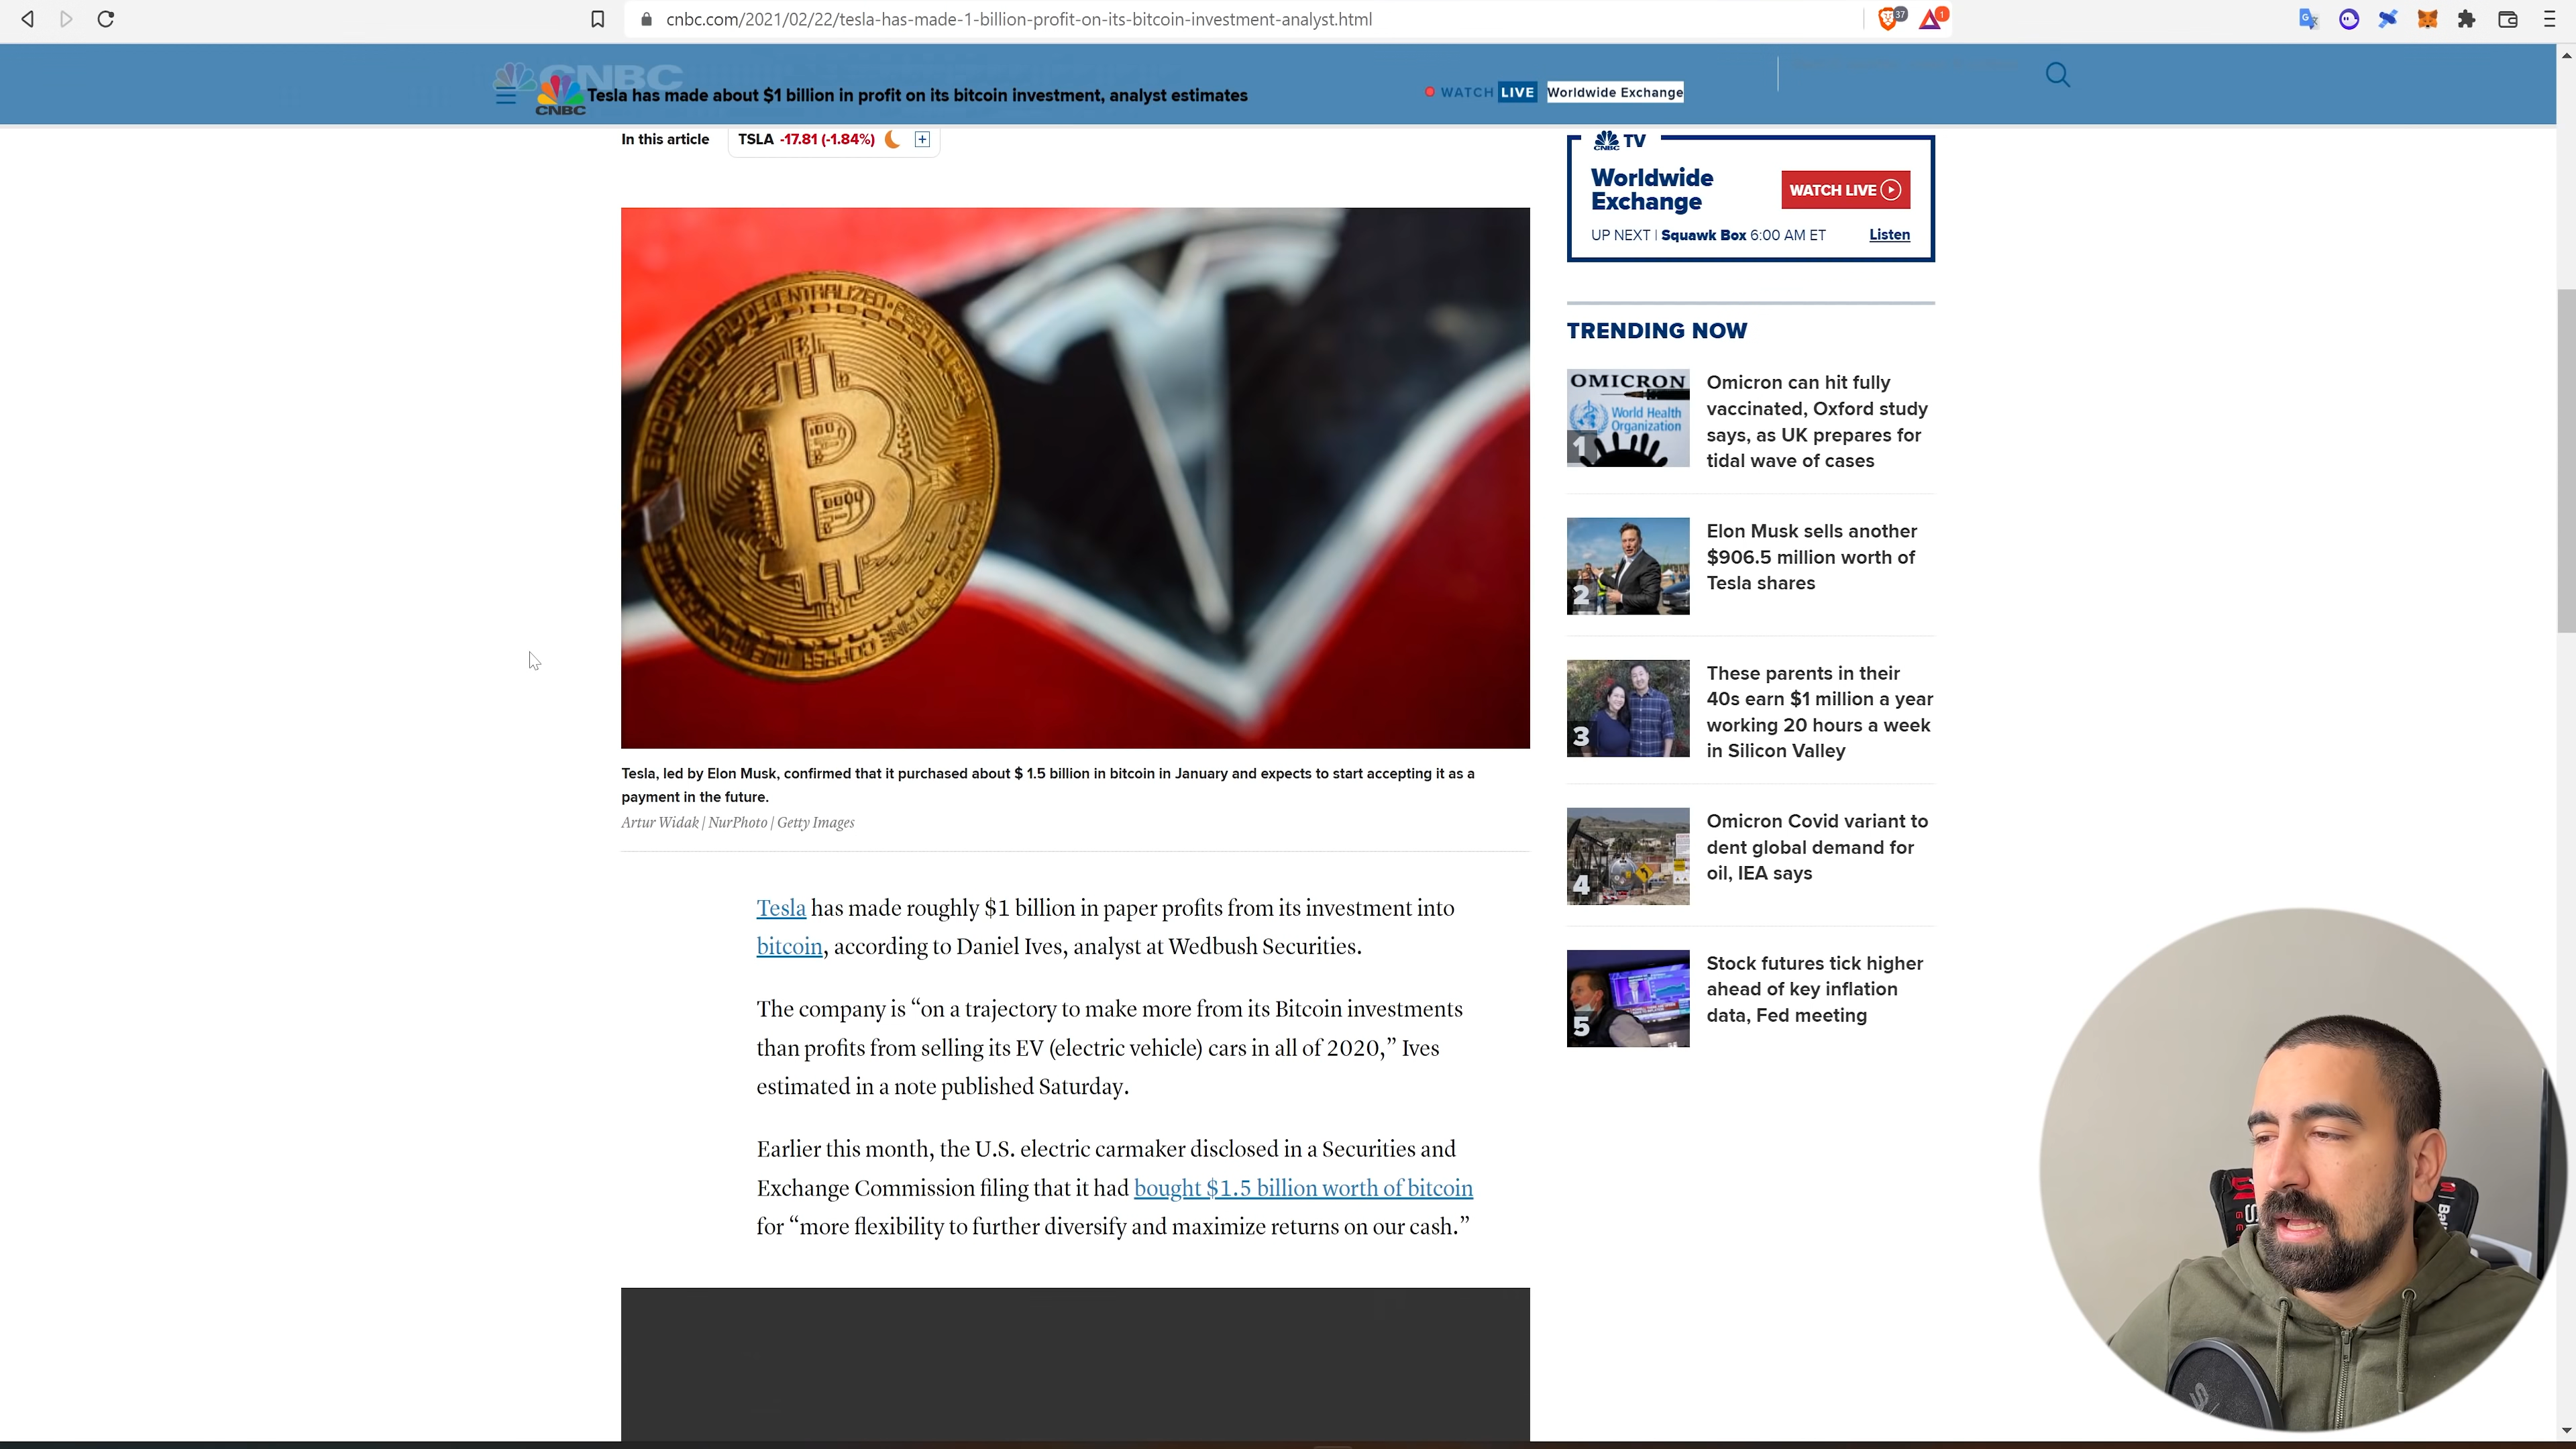 cnbc.com/2021/02/22/tesla-has-made-1-billion-profit-on-its-bitcoin-investment-analyst.html
37
1
CNBC
CNBC
Tesla has made about $1 billion in profit on its bitcoin investment, analyst estimates
WATCH LIVE Worldwide Exchange
In this article
TSLA -17.81 (-1.84%)
DECENTRALIZED
Tesla, led by Elon Musk, confirmed that it purchased about $ 1.5 billion in bitcoin in January and expects to start accepting it as a
payment in the future.
Artur Widak | NurPhoto | Getty Images
Tesla has made roughly $1 billion in paper profits from its investment into
bitcoin, according to Daniel Ives, analyst at Wedbush Securities.
The company is “on a trajectory to make more from its Bitcoin investments
than profits from selling its EV (electric vehicle) cars in all of 2020,” Ives
estimated in a note published Saturday.
Earlier this month, the U.S. electric carmaker disclosed in a Securities and
Exchange Commission filing that it had bought $1.5 billion worth of bitcoin
for “more flexibility to further diversify and maximize returns on our cash.”
CNBC TV
Worldwide
Exchange
WATCH LIVE
UP NEXT | Squawk Box 6:00 AM ET
Listen
TRENDING NOW
OMICRON
World Health
Organization
1
Omicron can hit fully
vaccinated, Oxford study
says, as UK prepares for
tidal wave of cases
2
Elon Musk sells another
$906.5 million worth of
Tesla shares
3
These parents in their
40s earn $1 million a year
working 20 hours a week
in Silicon Valley
4
Omicron Covid variant to
dent global demand for
oil, IEA says
5
Stock futures tick higher
ahead of key inflation
data, Fed meeting